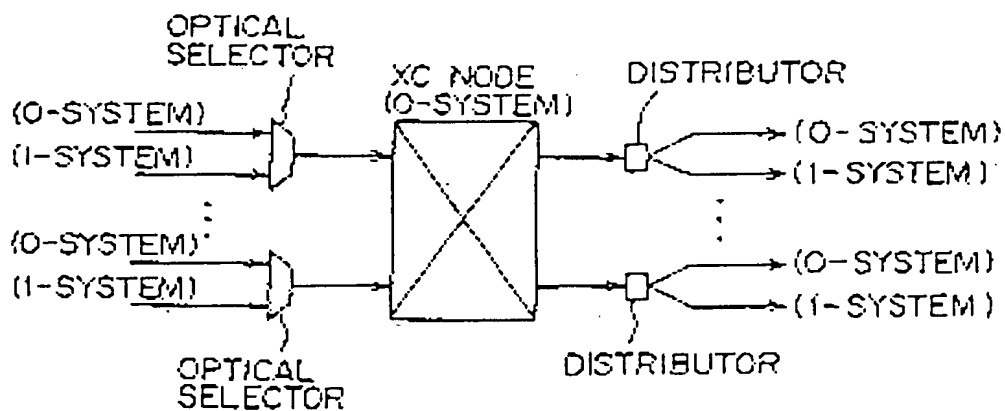 OPTICAL
SELECTOR
XC NODE
(0-SYSTEM)
DISTRIBUTOR
(0-SYSTEM)
(1-SYSTEM)
(0-SYSTEM)
(1-SYSTEM)
(0-SYSTEM)
(1-SYSTEM)
(0-SYSTEM)
(1-SYSTEM)
OPTICAL
SELECTOR
DISTRIBUTOR